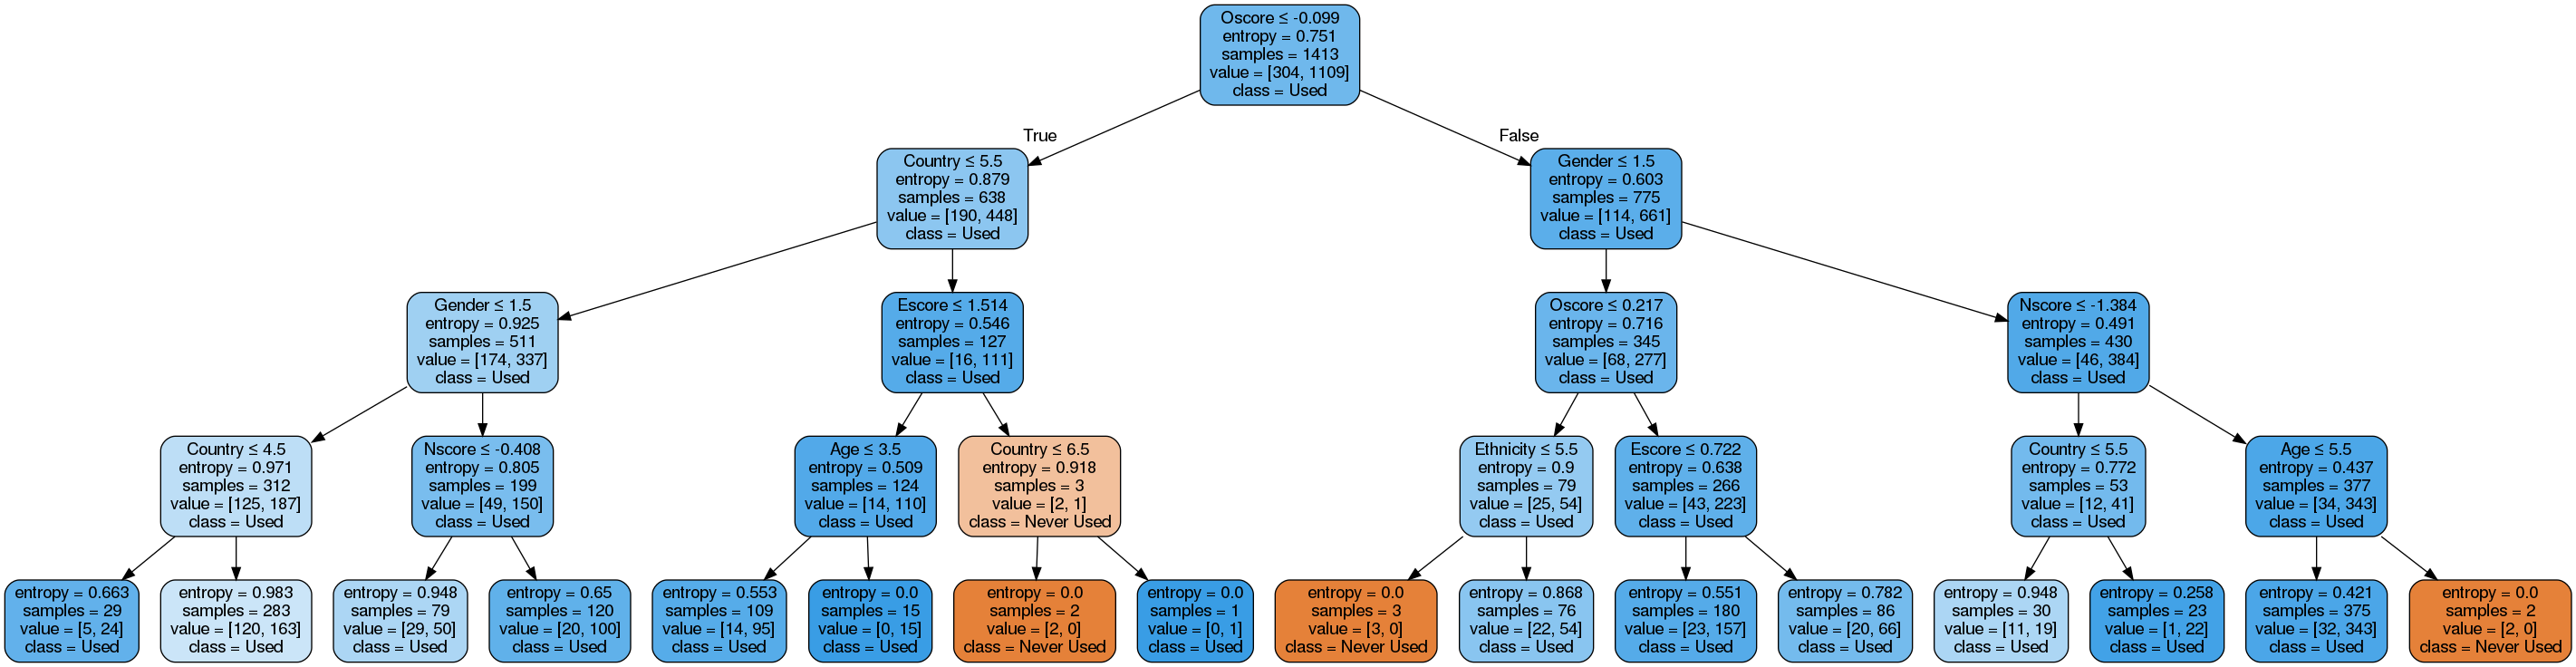 Oscore ≤ -0.099
entropy = 0.751
samples = 1413
value = [304, 1109]
class = Used
True
False
Country ≤ 5.5
entropy = 0.879
samples = 638
value = [190, 448]
class = Used
Gender ≤ 1.5
entropy = 0.603
samples = 775
value = [114, 661]
class = Used
Gender ≤ 1.5
entropy = 0.925
samples = 511
value = [174, 337]
class = Used
Escore ≤ 1.514
entropy = 0.546
samples = 127
value = [16, 111]
class = Used
Oscore ≤ 0.217
entropy = 0.716
samples = 345
value = [68, 277]
class = Used
Nscore ≤ -1.384
entropy = 0.491
samples = 430
value = [46, 384]
class = Used
Country ≤ 4.5
entropy = 0.971
samples = 312
value = [125, 187]
class = Used
Nscore ≤ -0.408
entropy = 0.805
samples = 199
value = [49, 150]
class = Used
Age ≤ 3.5
entropy = 0.509
samples = 124
value = [14, 110]
class = Used
Country ≤ 6.5
entropy = 0.918
samples = 3
value = [2, 1]
class = Never Used
Ethnicity ≤ 5.5
entropy = 0.9
samples = 79
value = [25, 54]
class = Used
Escore ≤ 0.722
entropy = 0.638
samples = 266
value = [43, 223]
class = Used
Country ≤ 5.5
entropy = 0.772
samples = 53
value = [12, 41]
class = Used
Age ≤ 5.5
entropy = 0.437
samples = 377
value = [34, 343]
class = Used
entropy = 0.663
samples = 29
value = [5, 24]
class = Used
entropy = 0.983
samples = 283
value = [120, 163]
class = Used
entropy = 0.948
samples = 79
value = [29, 50]
class = Used
entropy = 0.65
samples = 120
value = [20, 100]
class = Used
entropy = 0.553
samples = 109
value = [14, 95]
class = Used
entropy = 0.0
samples = 15
value = [0, 15]
class = Used
entropy = 0.0
samples = 2
value = [2, 0]
class = Never Used
entropy = 0.0
samples = 1
value = [0, 1]
class = Used
entropy = 0.0
samples = 3
value = [3, 0]
class = Never Used
entropy = 0.868
samples = 76
value = [22, 54]
class = Used
entropy = 0.551
samples = 180
value = [23, 157]
class = Used
entropy = 0.782
samples = 86
value = [20, 66]
class = Used
entropy = 0.948
samples = 30
value = [11, 19]
class = Used
entropy = 0.258
samples = 23
value = [1, 22]
class = Used
entropy = 0.421
samples = 375
value = [32, 343]
class = Used
entropy = 0.0
samples = 2
value = [2, 0]
class = Never Used